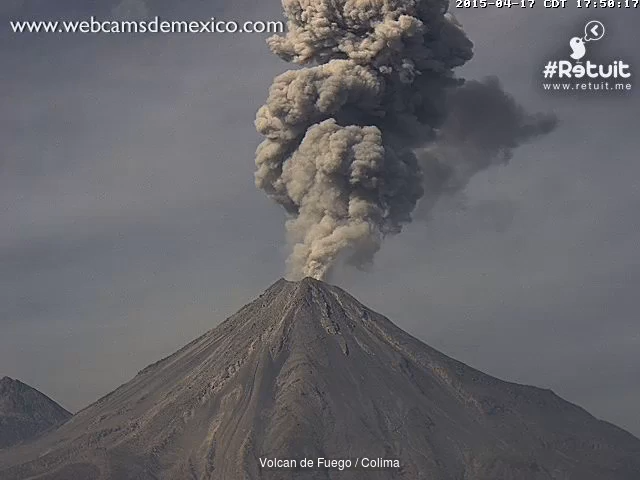 www.webcamsdemexico.com
2015-04-17 CDT 17:50:17
#Retuit
www.retuit.me
Volcan de Fuego / Colima